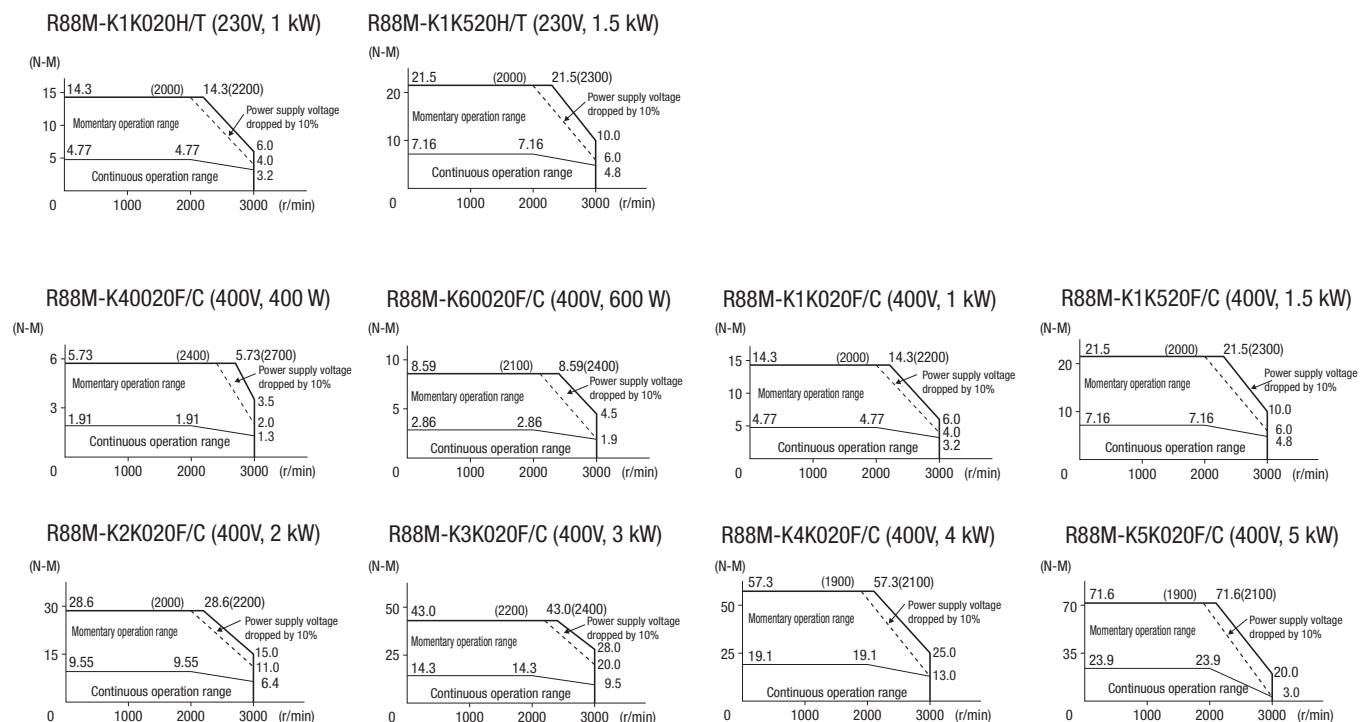 R88M-K1K020H/T (230V, 1 kW)
(N-M)
15
10
5
0
14.3
(2000)
14.3(2200)
Power supply voltage
dropped by 10%
Momentary operation range
6.0
4.77
4.77
4.0
3.2
Continuous operation range
1000
2000
3000
(r/min)
R88M-K1K520H/T (230V, 1.5 kW)
(N-M)
20
10
0
21.5
(2000)
21.5(2300)
Power supply voltage
dropped by 10%
Momentary operation range
10.0
7.16
7.16
6.0
4.8
Continuous operation range
1000
2000
3000
(r/min)
R88M-K40020F/C (400V, 400 W)
(N-M)
6
3
0
5.73
(2400)
5.73(2700)
Power supply voltage
dropped by 10%
Momentary operation range
3.5
1.91
1.91
2.0
1.3
Continuous operation range
1000
2000
3000
(r/min)
R88M-K60020F/C (400V, 600 W)
(N-M)
10
5
0
8.59
(2100)
8.59(2400)
Power supply voltage
dropped by 10%
Momentary operation range
4.5
2.86
2.86
1.9
Continuous operation range
1000
2000
3000
(r/min)
R88M-K1K020F/C (400V, 1 kW)
(N-M)
15
10
5
0
14.3
(2000)
14.3(2200)
Power supply voltage
dropped by 10%
Momentary operation range
6.0
4.77
4.77
4.0
3.2
Continuous operation range
1000
2000
3000
(r/min)
R88M-K1K520F/C (400V, 1.5 kW)
(N-M)
20
10
0
21.5
(2000)
21.5(2300)
Power supply voltage
dropped by 10%
Momentary operation range
10.0
7.16
7.16
6.0
4.8
Continuous operation range
1000
2000
3000
(r/min)
R88M-K2K020F/C (400V, 2 kW)
(N-M)
30
15
0
28.6
(2000)
28.6(2200)
Power supply voltage
dropped by 10%
Momentary operation range
15.0
9.55
9.55
11.0
6.4
Continuous operation range
1000
2000
3000
(r/min)
R88M-K3K020F/C (400V, 3 kW)
(N-M)
50
25
0
43.0
(2200)
43.0(2400)
Power supply voltage
dropped by 10%
Momentary operation range
28.0
14.3
14.3
20.0
9.5
Continuous operation range
1000
2000
3000
(r/min)
R88M-K4K020F/C (400V, 4 kW)
(N-M)
50
25
0
57.3
(1900)
57.3(2100)
Power supply voltage
dropped by 10%
Momentary operation range
25.0
19.1
19.1
13.0
Continuous operation range
1000
2000
3000
(r/min)
R88M-K5K020F/C (400V, 5 kW)
(N-M)
70
35
0
71.6
(1900)
71.6(2100)
Power supply voltage
dropped by 10%
Momentary operation range
23.9
23.9
20.0
3.0
Continuous operation range
1000
2000
3000
(r/min)